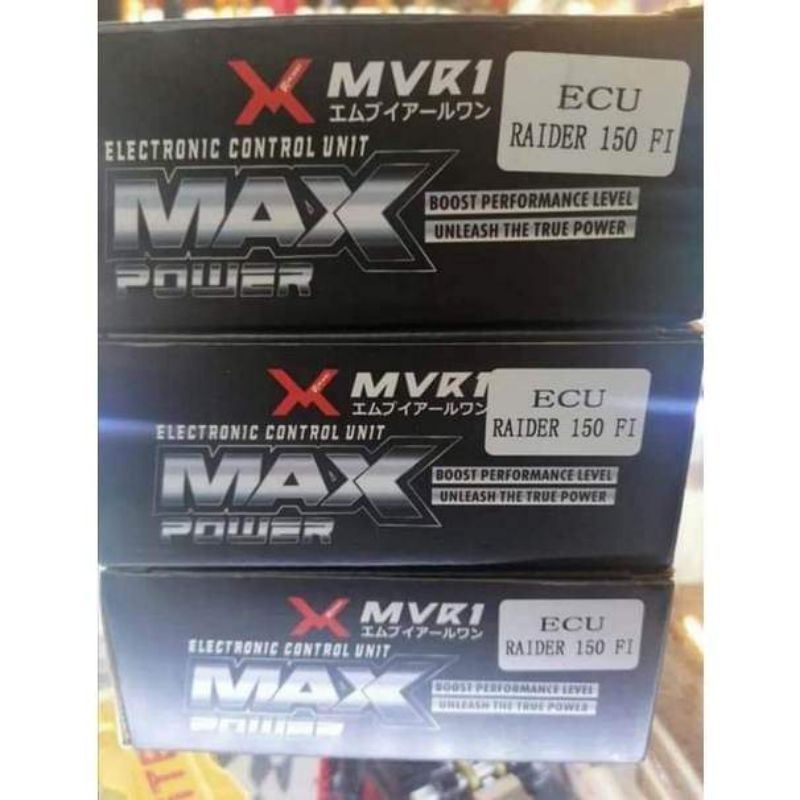 MVR1
エムブイアールワン
ECU
RAIDER 150 FI
ELECTRONIC CONTROL UNIT
MAX
POWER
BOOST PERFORMANCE LEVEL
UNLEASH THE TRUE POWER
MVR1
エムブイアールワン
ECU
RAIDER 150 FI
ELECTRONIC CONTROL UNIT
MAX
POWER
BOOST PERFORMANCE LEVEL
UNLEASH THE TRUE POWER
MVR1
エムブイアールワン
ECU
RAIDER 150 FI
ELECTRONIC CONTROL UNIT
MAX
POWER
BOOST PERFORMANCE LEVEL
UNLEASH THE TRUE POWER